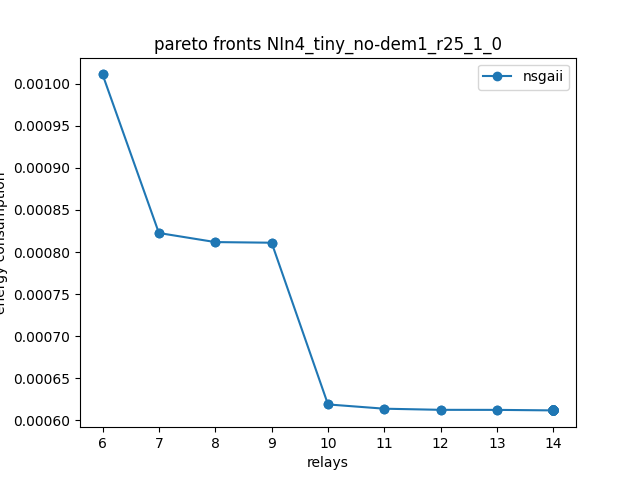 pareto fronts NIn4_tiny_no-dem1_r25_1_0
nsgaii
0.00100
0.00095
0.00090
0.00085
0.00080
0.00075
0.00070
0.00065
0.00060
energy consumption
6 7 8 9 10 11 12 13 14
relays